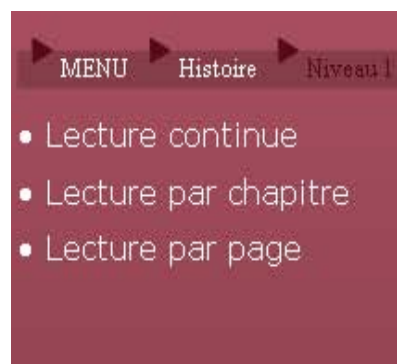 MENU Histoire Niveau 1
Lecture continue
Lecture par chapitre
Lecture par page